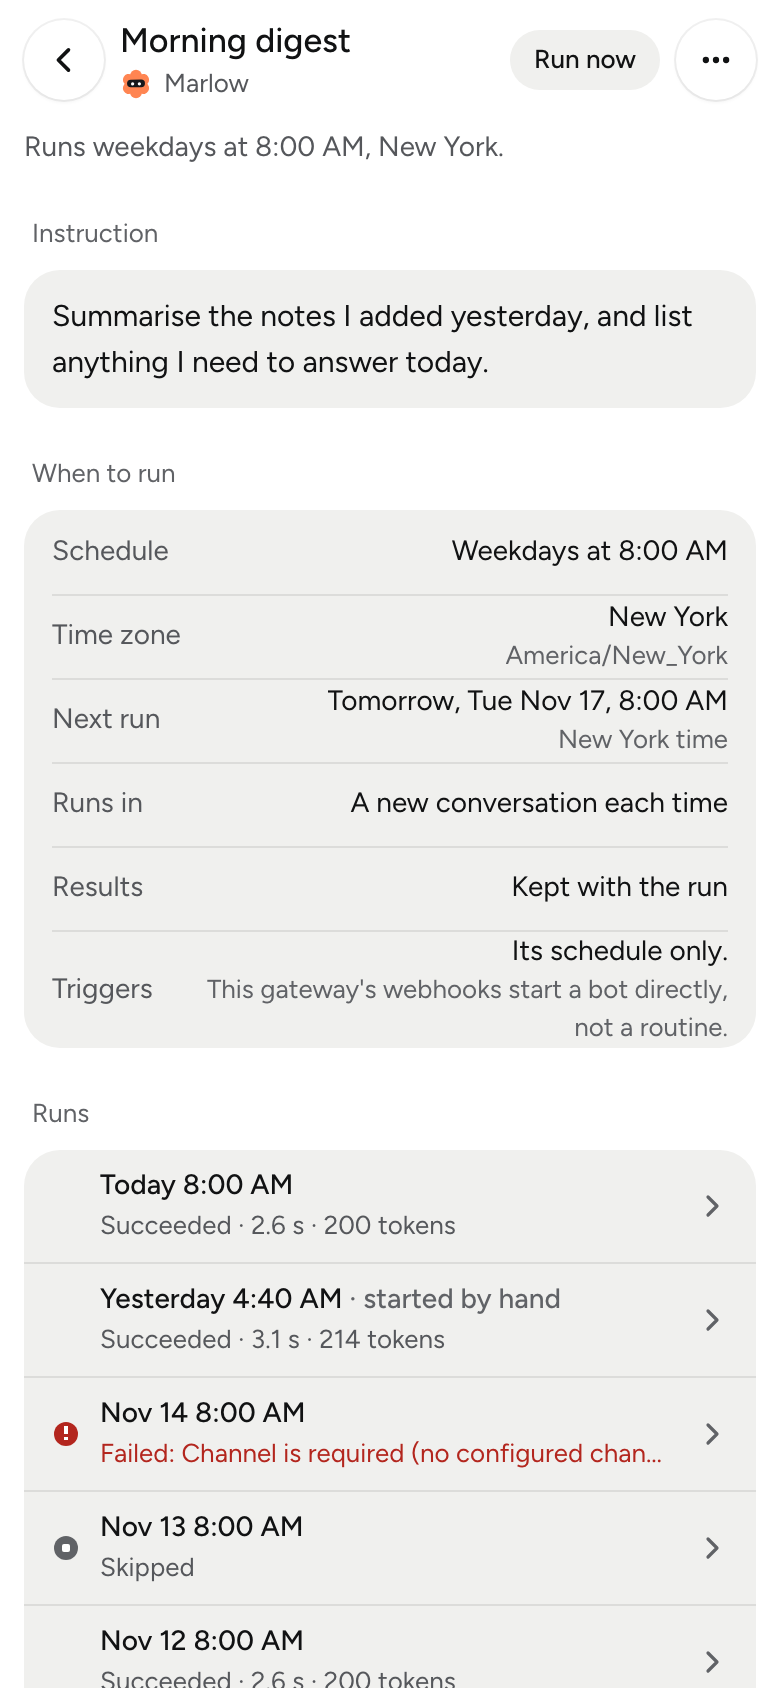 Morning digest
Marlow
Run now
Runs weekdays at 8:00 AM, New York.
Instruction
Summarise the notes I added yesterday, and list
anything I need to answer today.
When to run
Schedule
Weekdays at 8:00 AM
Time zone
New York
America/New_York
Next run
Tomorrow, Tue Nov 17, 8:00 AM
New York time
Runs in
A new conversation each time
Results
Kept with the run
Triggers
Its schedule only.
This gateway's webhooks start a bot directly,
not a routine.
Runs
Today 8:00 AM
Succeeded · 2.6 s · 200 tokens
Yesterday 4:40 AM · started by hand
Succeeded · 3.1 s · 214 tokens
Nov 14 8:00 AM
Failed: Channel is required (no configured chan...
Nov 13 8:00 AM
Skipped
Nov 12 8:00 AM
Succeeded · 2.6 s · 200 tokens